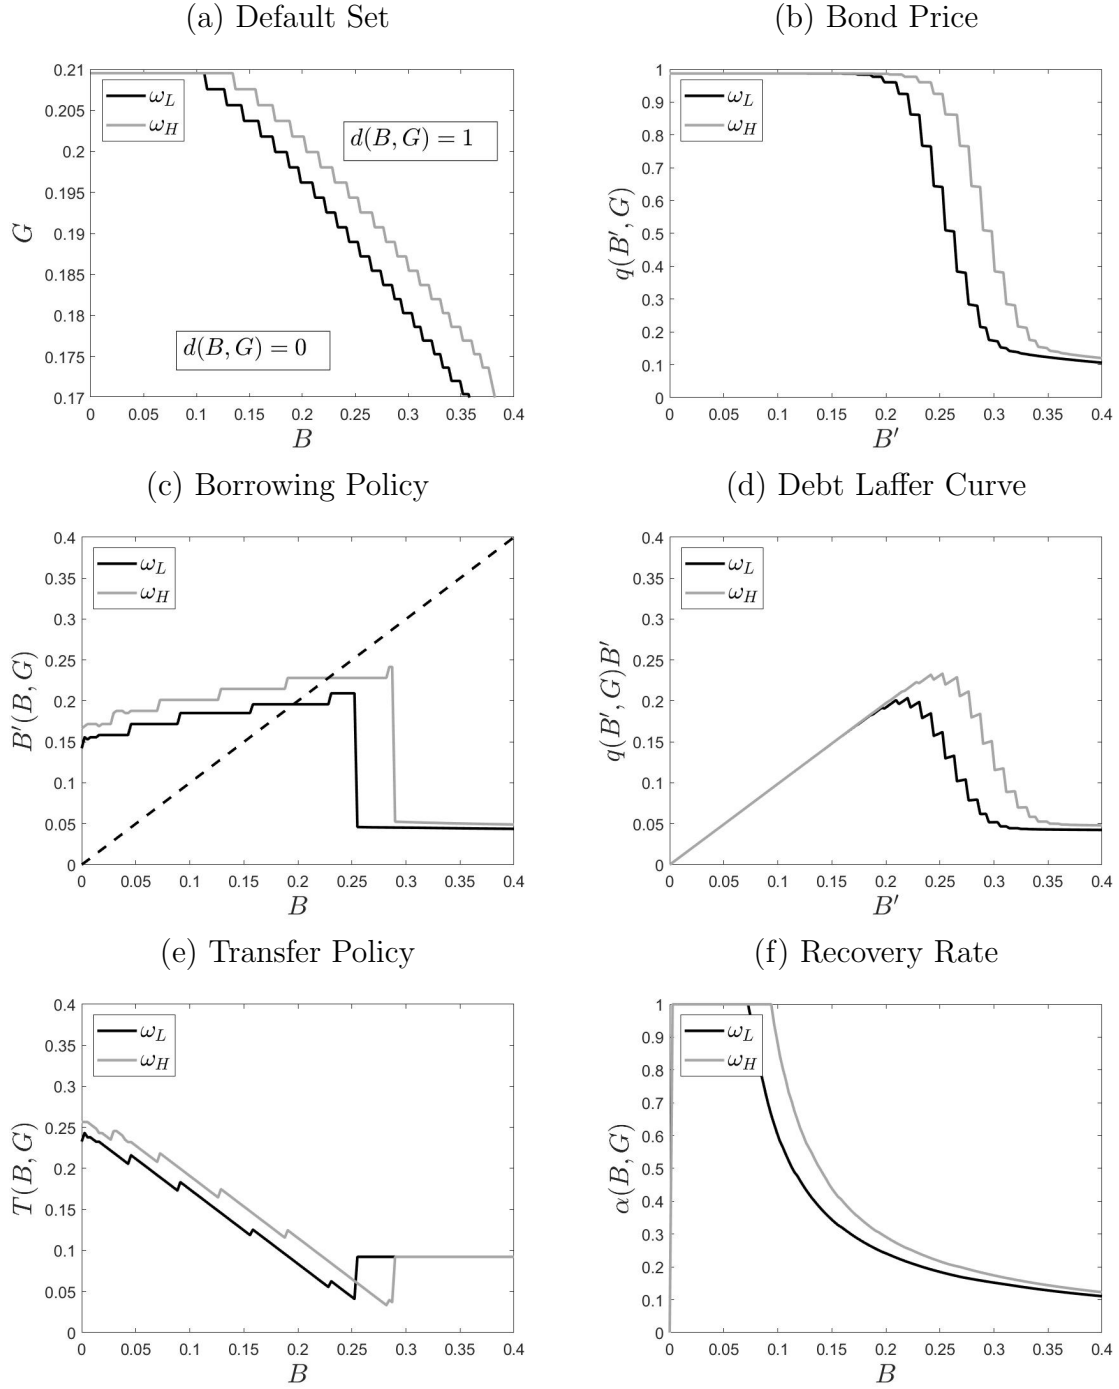 (a) Default Set
G
0.21
0.205
0.2
0.195
0.19
0.185
0.18
0.175
0.17
ω_L
ω_H
d(B, G) = 1
d(B, G) = 0
0 0.05 0.1 0.15 0.2 0.25 0.3 0.35 0.4
B
(b) Bond Price
q(B′, G)
1
0.9
0.8
0.7
0.6
0.5
0.4
0.3
0.2
0.1
0
ω_L
ω_H
0 0.05 0.1 0.15 0.2 0.25 0.3 0.35 0.4
B′
(c) Borrowing Policy
B′(B, G)
0.4
0.35
0.3
0.25
0.2
0.15
0.1
0.05
0
ω_L
ω_H
0 0.05 0.1 0.15 0.2 0.25 0.3 0.35 0.4
B
(d) Debt Laffer Curve
q(B′, G)B′
0.4
0.35
0.3
0.25
0.2
0.15
0.1
0.05
0
ω_L
ω_H
0 0.05 0.1 0.15 0.2 0.25 0.3 0.35 0.4
B′
(e) Transfer Policy
T(B, G)
0.4
0.35
0.3
0.25
0.2
0.15
0.1
0.05
0
ω_L
ω_H
0 0.05 0.1 0.15 0.2 0.25 0.3 0.35 0.4
B
(f) Recovery Rate
α(B, G)
1
0.9
0.8
0.7
0.6
0.5
0.4
0.3
0.2
0.1
0
ω_L
ω_H
0 0.05 0.1 0.15 0.2 0.25 0.3 0.35 0.4
B